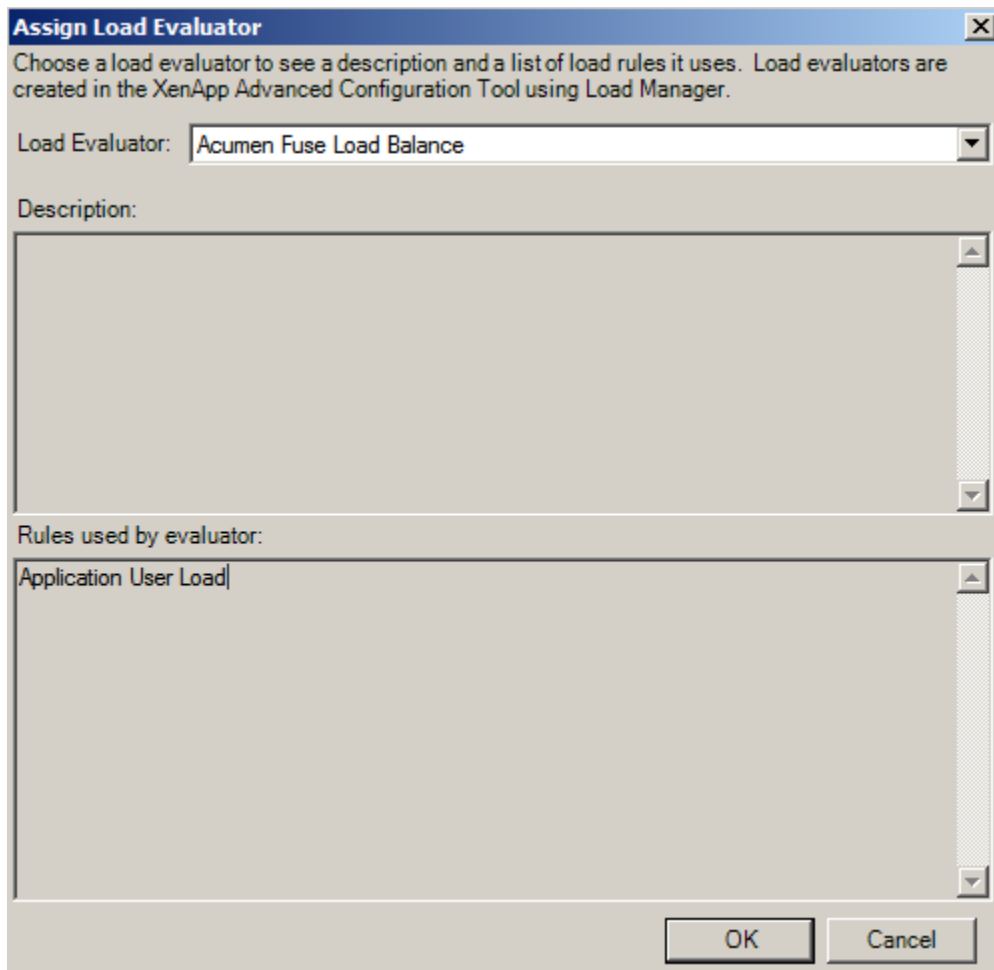 Assign Load Evaluator
Choose a load evaluator to see a description and a list of load rules it uses.  Load evaluators are
created in the XenApp Advanced Configuration Tool using Load Manager.
Load Evaluator: Acumen Fuse Load Balance
Description:
Rules used by evaluator:
Application User Load
OK Cancel